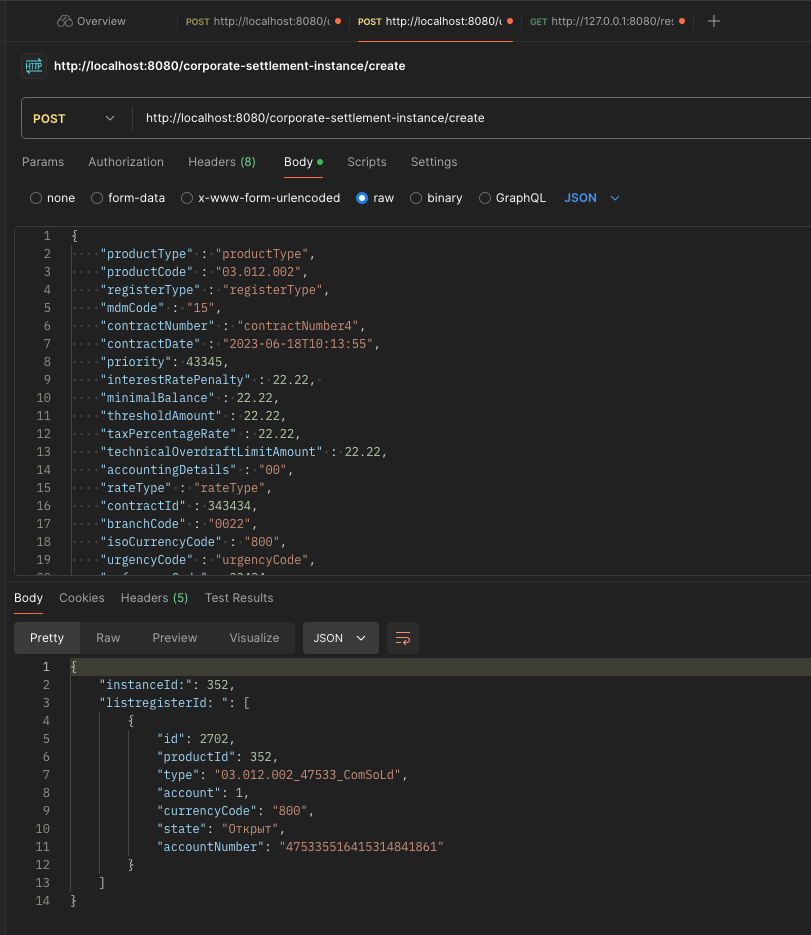 Overview
POST http://localhost:8080/c
POST http://localhost:8080/c
GET http://127.0.0.1:8080/res
HTTP http://localhost:8080/corporate-settlement-instance/create
POST http://localhost:8080/corporate-settlement-instance/create
Params Authorization Headers (8) Body Scripts Settings
none form-data x-www-form-urlencoded raw binary GraphQL JSON
1 {
2 "productType" : "productType",
3 "productCode" : "03.012.002",
4 "registerType" : "registerType",
5 "mdmCode" : "15",
6 "contractNumber" : "contractNumber4",
7 "contractDate" : "2023-06-18T10:13:55",
8 "priority": 43345,
9 "interestRatePenalty" : 22.22,
10 "minimalBalance" : 22.22,
11 "thresholdAmount" : 22.22,
12 "taxPercentageRate" : 22.22,
13 "technicalOverdraftLimitAmount" : 22.22,
14 "accountingDetails" : "00",
15 "rateType" : "rateType",
16 "contractId" : 343434,
17 "branchCode" : "0022",
18 "isoCurrencyCode" : "800",
19 "urgencyCode" : "urgencyCode",
Body Cookies Headers (5) Test Results
Pretty Raw Preview Visualize JSON
1 {
2 "instanceId:": 352,
3 "listregisterId: ": [
4 {
5 "id": 2702,
6 "productId": 352,
7 "type": "03.012.002_47533_ComSoLd",
8 "account": 1,
9 "currencyCode": "800",
10 "state": "Открыт",
11 "accountNumber": "475335516415314841861"
12 }
13 ]
14 }